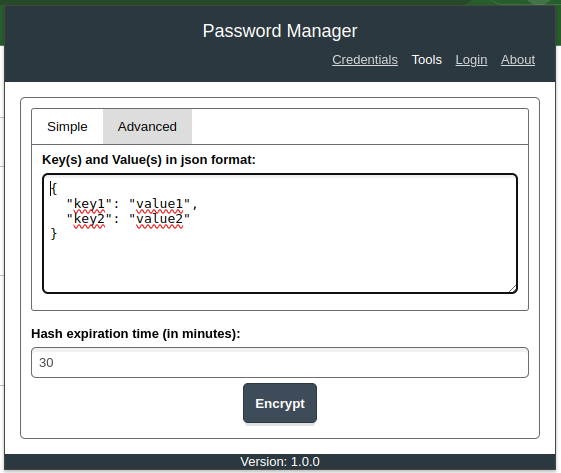 Password Manager
Credentials Tools Login About
Simple Advanced
Key(s) and Value(s) in json format:
{
  "key1": "value1",
  "key2": "value2"
}
Hash expiration time (in minutes):
30
Encrypt
Version: 1.0.0